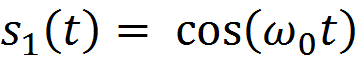 s₁(t) = cos(ω₀t)